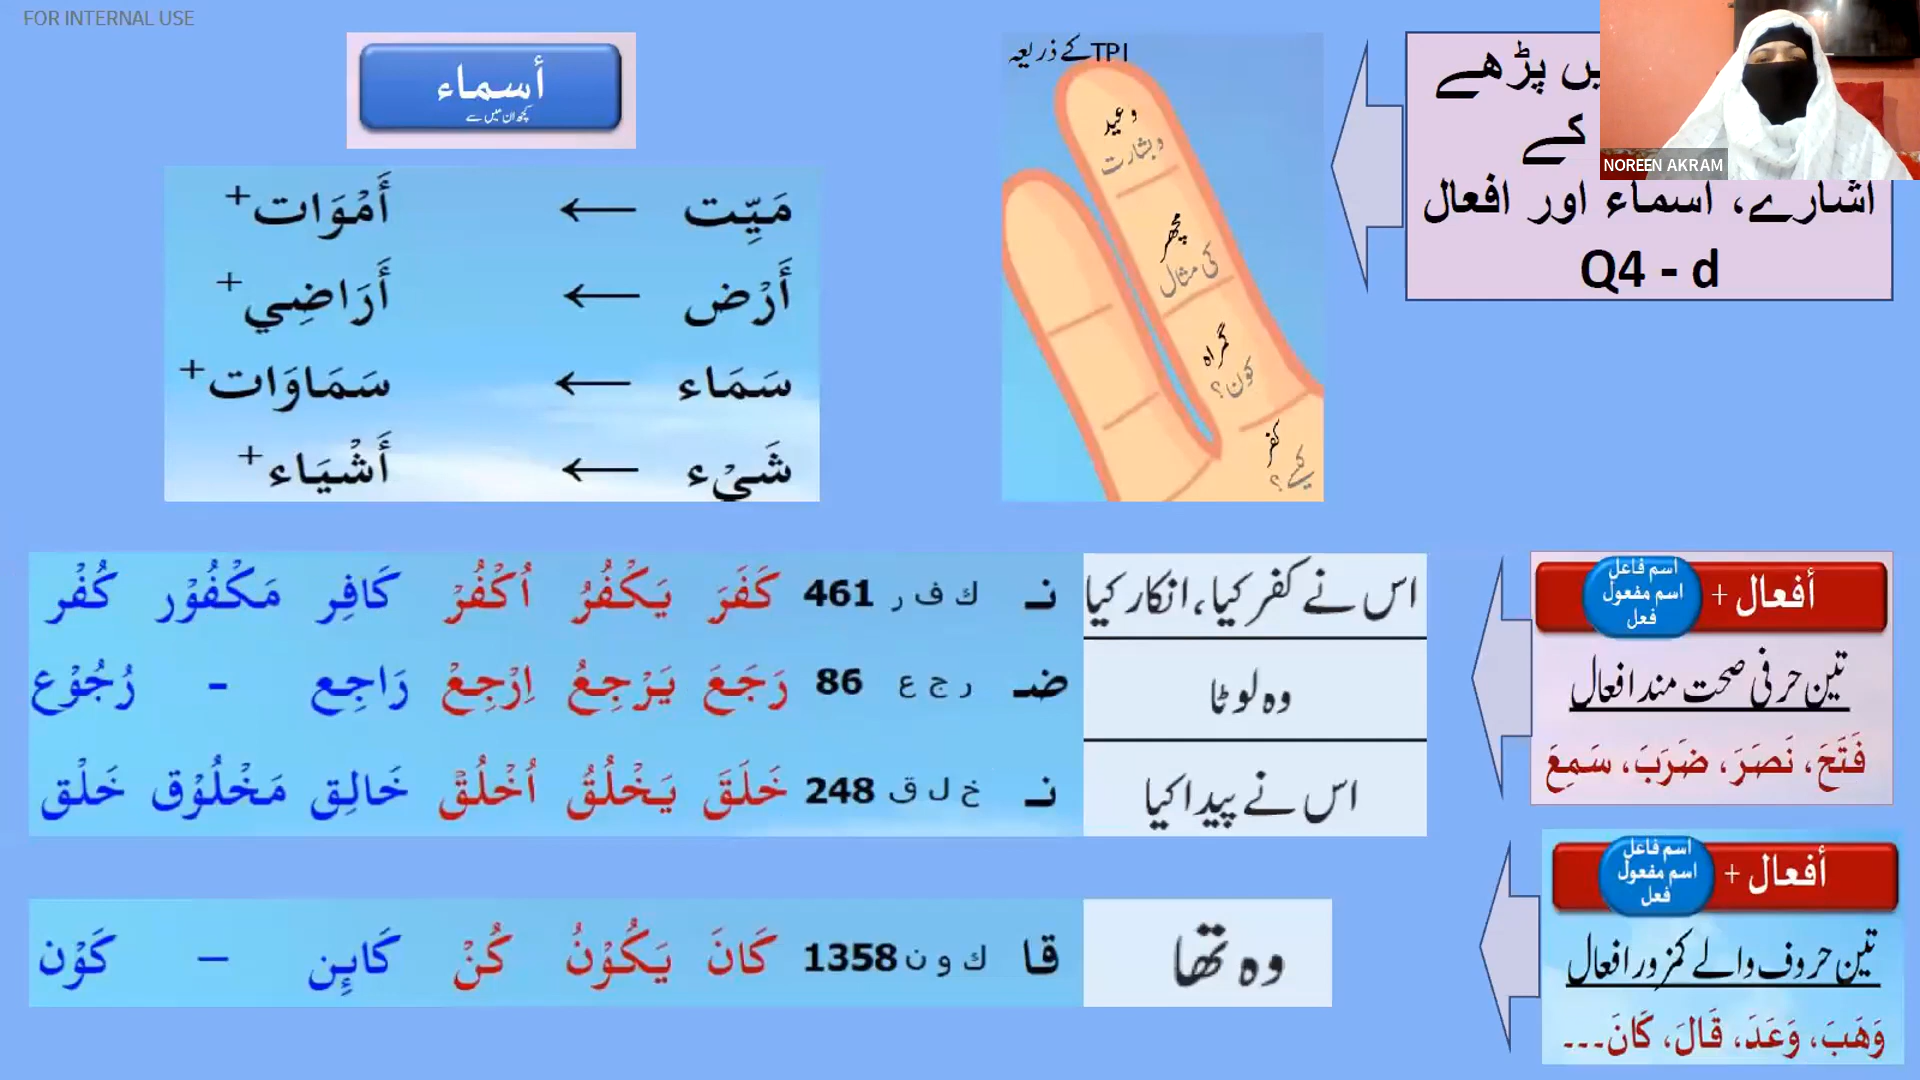 FOR INTERNAL USE
NOREEN AKRAM
یں پڑھے
کے
اشارے، اسماء اور افعال
Q4 - d
TPI کے ذریعہ
وعید
و بشارت
مچھر
کی مثال
گمراہ
کون؟
کفر
کیسے؟
أسماء
کچھ ان میں سے
مَيِّت ← أَمْوَات+
أَرْض ← أَرَاضِي+
سَمَاء ← سَمَاوَات+
شَيْء ← أَشْيَاء+
أفعال +
اسم فاعل
اسم مفعول
فعل
تین حرفی صحت مند افعال
فَتَحَ، نَصَرَ، ضَرَبَ، سَمِعَ
اس نے کفر کیا، انکار کیا نـ ك ف ر 461 كَفَرَ يَكْفُرُ اُكْفُرْ كَافِر مَكْفُوْر كُفْر
وہ لوٹا ضـ ر ج ع 86 رَجَعَ يَرْجِعُ اِرْجِعْ رَاجِع - رُجُوْع
اس نے پیدا کیا نـ خ ل ق 248 خَلَقَ يَخْلُقُ اُخْلُقْ خَالِق مَخْلُوْق خَلْق
أفعال +
اسم فاعل
اسم مفعول
فعل
تین حروف والے کمزور افعال
وَهَبَ، وَعَدَ، قَالَ، كَانَ...
وہ تھا قا ك و ن 1358 كَانَ يَكُوْنُ كُنْ كَائِن – كَوْن